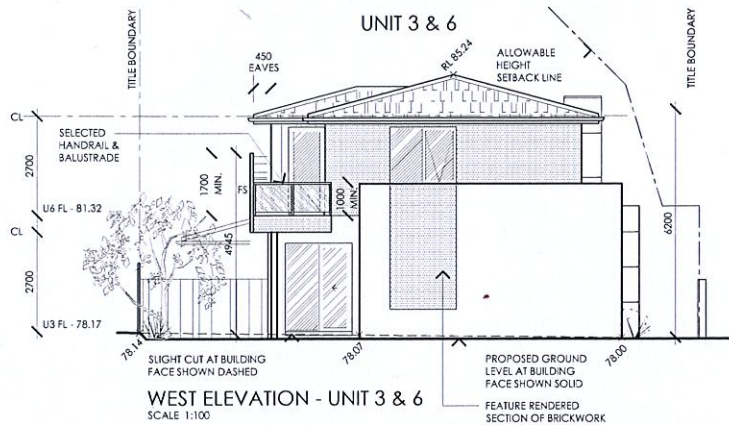 UNIT 3 & 6
TITLE BOUNDARY
450
EAVES
RL 85.24
ALLOWABLE
HEIGHT
SETBACK LINE
TITLE BOUNDARY
CL
SELECTED
HANDRAIL &
BALUSTRADE
2700
1700
MIN.
FS
1000
MIN.
U6 FL - 81.32
CL
4945
6200
2700
U3 FL - 78.17
78.14
78.07
78.00
SLIGHT CUT AT BUILDING
FACE SHOWN DASHED
PROPOSED GROUND
LEVEL AT BUILDING
FACE SHOWN SOLID
WEST ELEVATION - UNIT 3 & 6
SCALE 1:100
FEATURE RENDERED
SECTION OF BRICKWORK